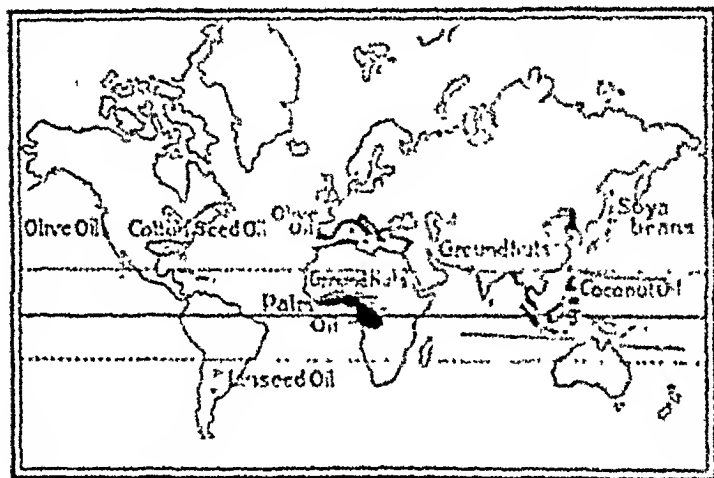 Olive Oil
Cotton Seed Oil
Olive
Oil
Soya
beans
Groundnuts
Groundnuts
Coconut Oil
Palm
Oil
Linseed Oil